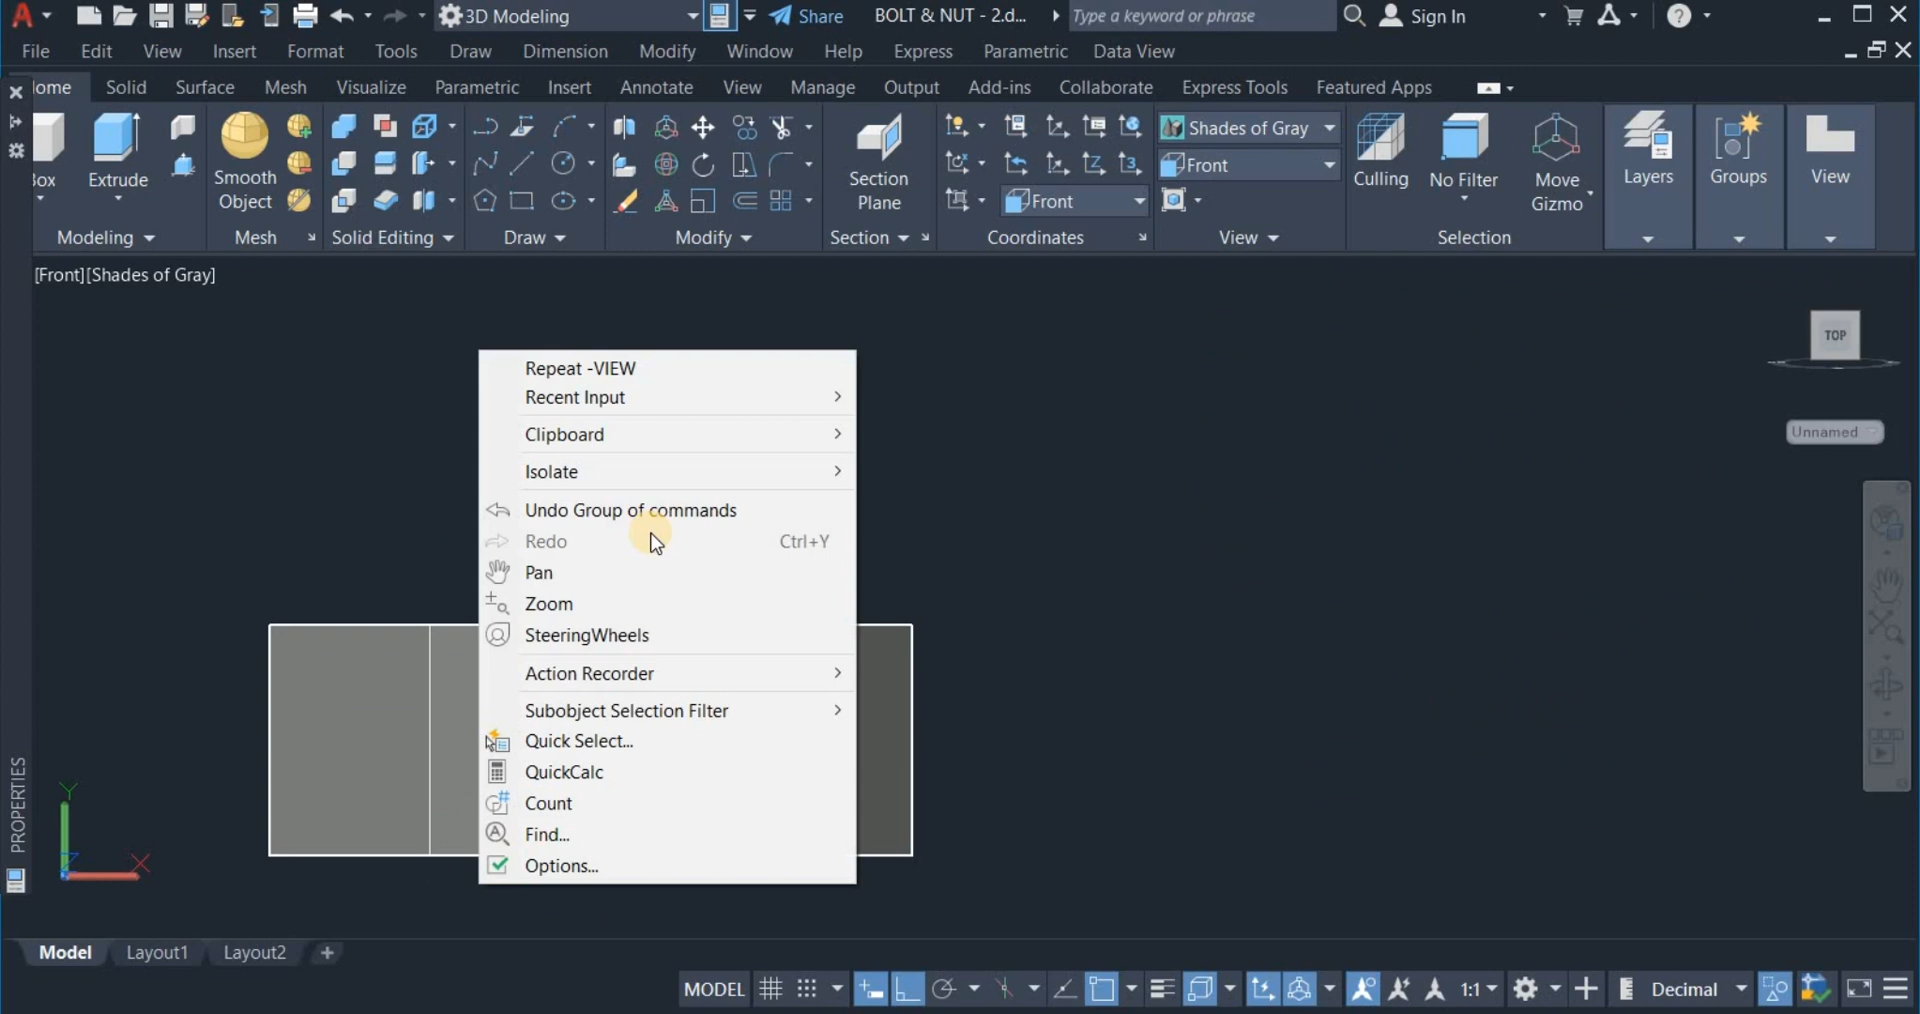 3D Modeling Share BOLT & NUT - 2.d... Type a keyword or phrase Sign In
File Edit View Insert Format Tools Draw Dimension Modify Window Help Express Parametric Data View
ome Solid Surface Mesh Visualize Parametric Insert Annotate View Manage Output Add-ins Collaborate Express Tools Featured Apps
Box
Extrude
Smooth
Object
Section
Plane
Shades of Gray
Front
Front
Culling
No Filter
Move
Gizmo
Layers
Groups
View
Modeling Mesh Solid Editing Draw Modify Section Coordinates View Selection
[Front][Shades of Gray]
TOP
Unnamed
Repeat -VIEW
Recent Input
Clipboard
Isolate
Undo Group of commands
Redo Ctrl+Y
Pan
Zoom
SteeringWheels
Action Recorder
Subobject Selection Filter
Quick Select...
QuickCalc
Count
Find...
Options...
PROPERTIES
Y
Z
X
Model Layout1 Layout2 +
MODEL 1:1 Decimal